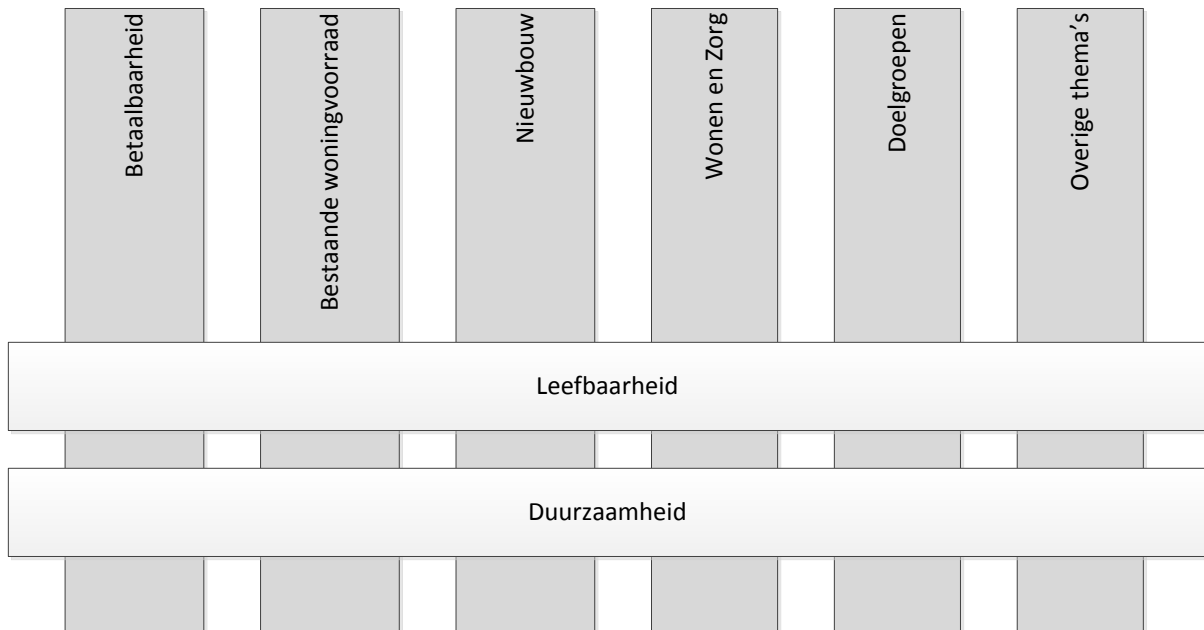 Betaalbaarheid
Bestaande woningvoorraad
Nieuwbouw
Wonen en Zorg
Doelgroepen
Overige thema’s
Leefbaarheid
Duurzaamheid